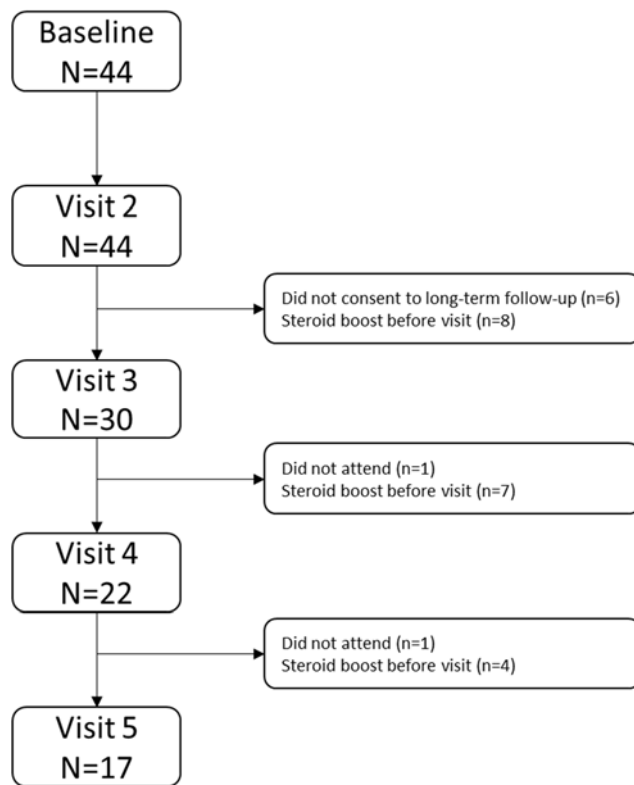 Baseline
N=44
Visit 2
N=44
Did not consent to long-term follow-up (n=6)
Steroid boost before visit (n=8)
Visit 3
N=30
Did not attend (n=1)
Steroid boost before visit (n=7)
Visit 4
N=22
Did not attend (n=1)
Steroid boost before visit (n=4)
Visit 5
N=17